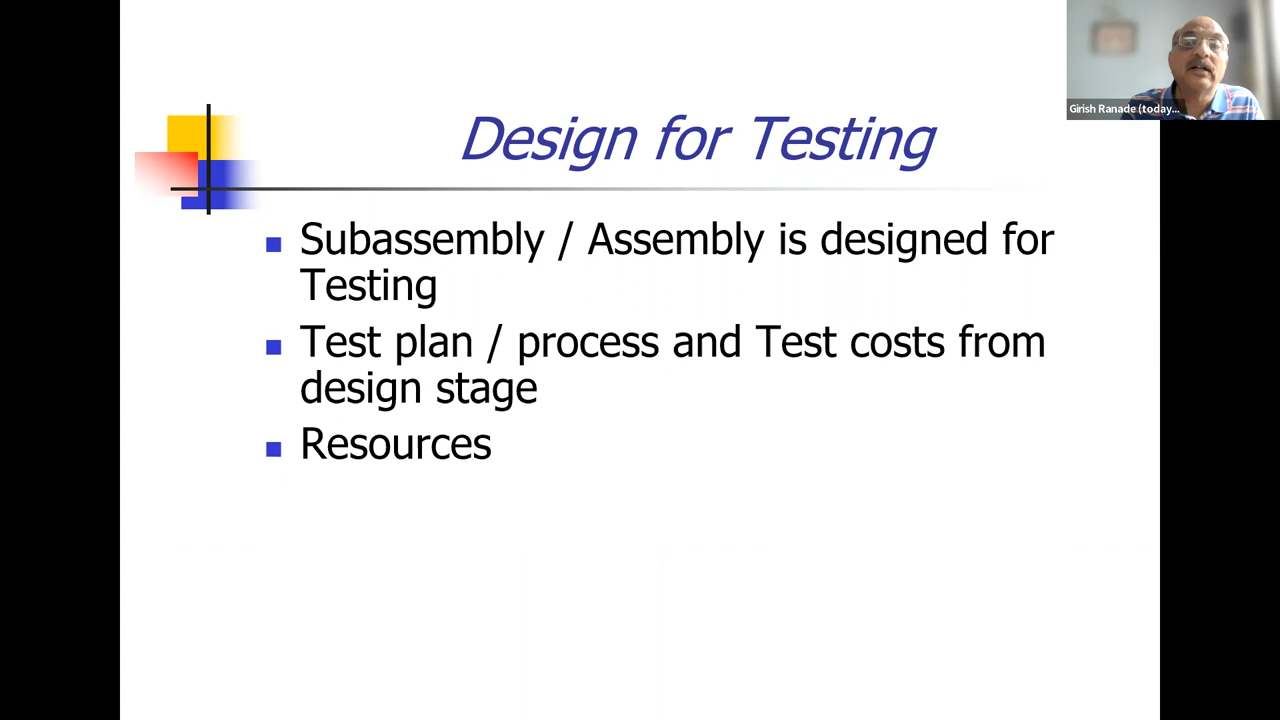 Girish Ranade (today...
Design for Testing
Subassembly / Assembly is designed for
Testing
Test plan / process and Test costs from
design stage
Resources